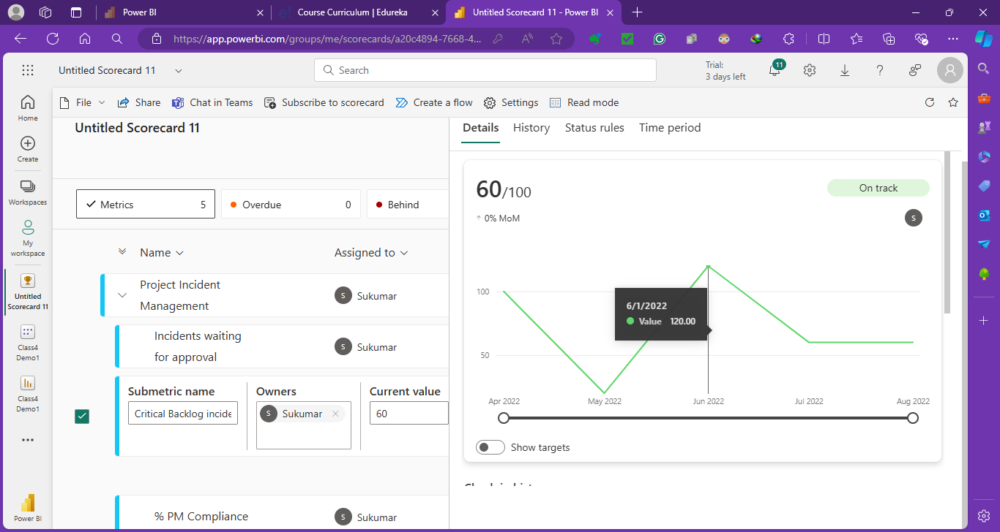 Power BI
Course Curriculum | Edureka
Untitled Scorecard 11 - Power BI
https://app.powerbi.com/groups/me/scorecards/a20c4894-7668-4...
Untitled Scorecard 11
Search
Trial:
3 days left
11
File
Share
Chat in Teams
Subscribe to scorecard
Create a flow
Settings
Read mode
Home
Create
Workspaces
My
workspace
Untitled
Scorecard 11
Class4
Demo1
Class4
Demo1
Power BI
Untitled Scorecard 11
Metrics 5
Overdue 0
Behind
Name
Assigned to
Project Incident
Management
S Sukumar
Incidents waiting
for approval
S Sukumar
Submetric name
Owners
Current value
Critical Backlog incide
S Sukumar
60
% PM Compliance
S Sukumar
Details
History
Status rules
Time period
60/100
On track
↑ 0% MoM
S
100
50
6/1/2022
Value 120.00
Apr 2022
May 2022
Jun 2022
Jul 2022
Aug 2022
Show targets